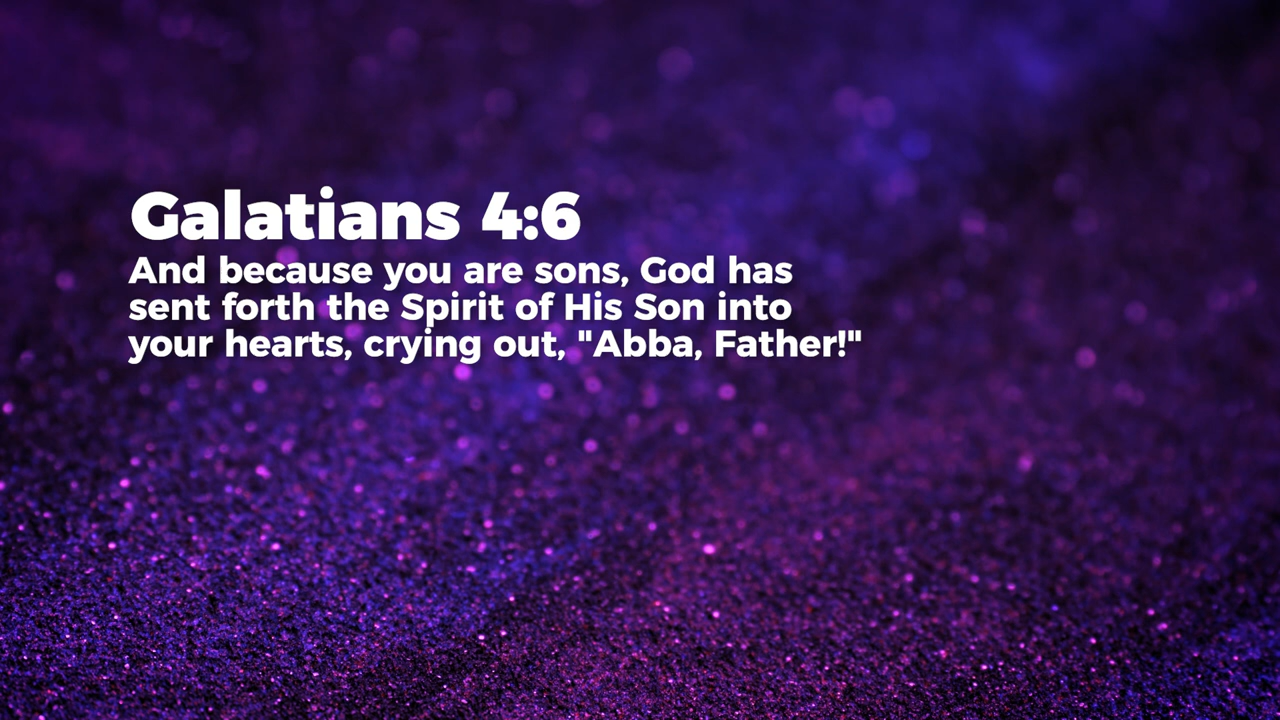 Galatians 4:6
And because you are sons, God has
sent forth the Spirit of His Son into
your hearts, crying out, "Abba, Father!"